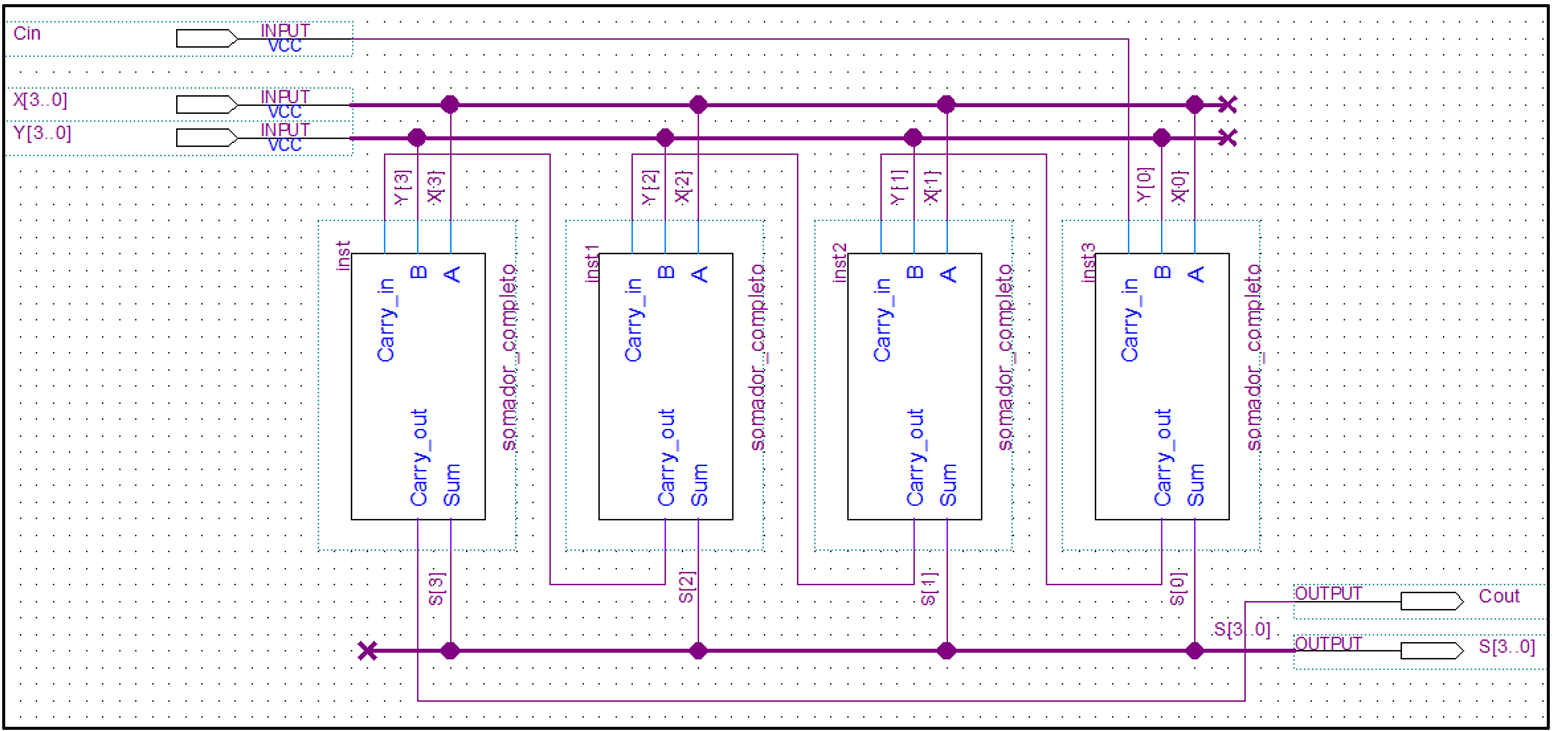 Cin
INPUT
VCC
X[3..0]
INPUT
VCC
Y[3..0]
INPUT
VCC
Y[3]
X[3]
Y[2]
X[2]
Y[1]
X[1]
Y[0]
X[0]
inst
Carry_in
B
A
Carry_out
Sum
somador_completo
inst1
Carry_in
B
A
Carry_out
Sum
somador_completo
inst2
Carry_in
B
A
Carry_out
Sum
somador_completo
inst3
Carry_in
B
A
Carry_out
Sum
somador_completo
S[3]
S[2]
S[1]
S[0]
OUTPUT
Cout
S[3..0]
OUTPUT
S[3..0]